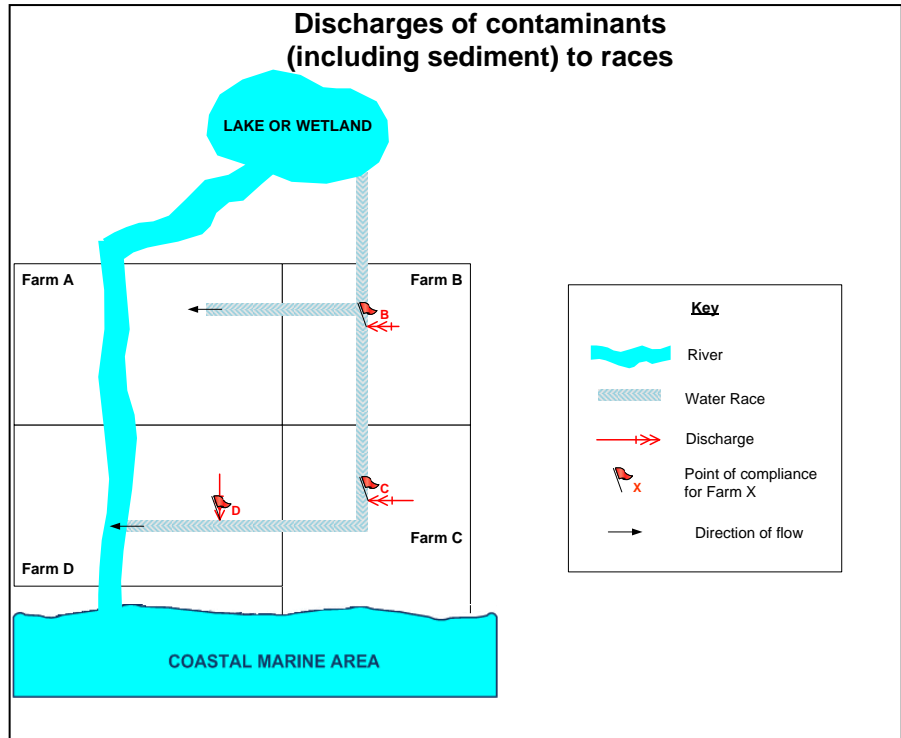 Discharges of contaminants
(including sediment) to races
LAKE OR WETLAND
Farm A
Farm B
B
C
D
Farm C
Farm D
COASTAL MARINE AREA
Key
River
Water Race
Discharge
X
Point of compliance
for Farm X
Direction of flow